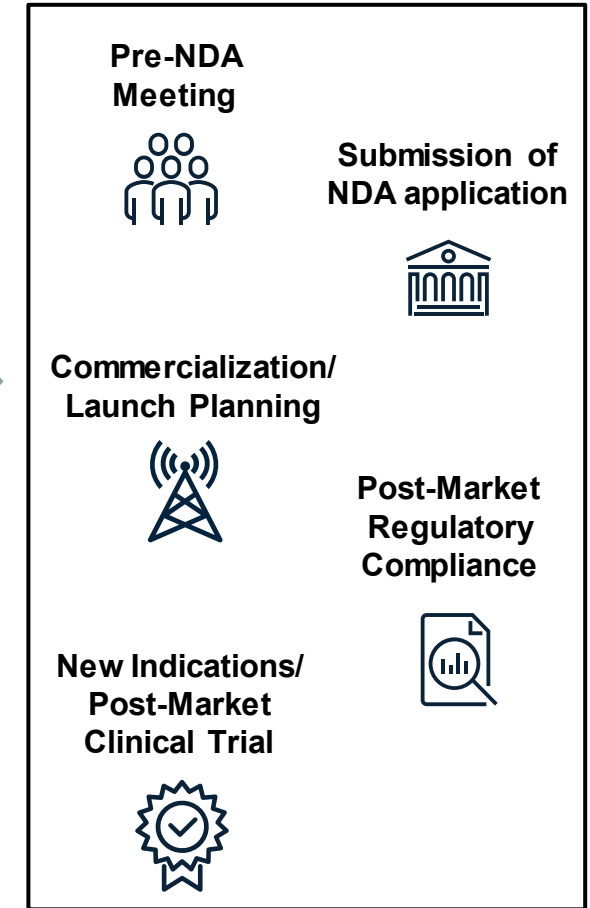 Pre-NDA
Meeting
Submission of
NDA application
Commercialization/
Launch Planning
Post-Market
Regulatory
Compliance
New Indications/
Post-Market
Clinical Trial